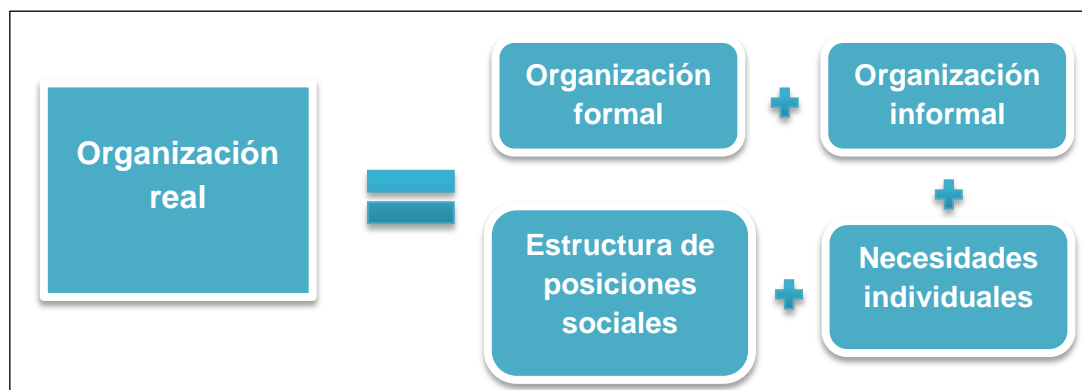 Organización
real
Organización
formal
Organización
informal
Estructura de
posiciones
sociales
Necesidades
individuales